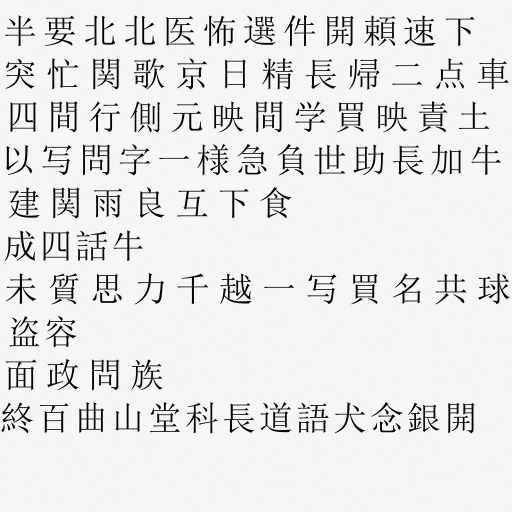 半要北北医怖選件開頼速下
突忙関歌京日精長帰二点車
四間行側元映間学買映責土
以写問字一様急負世助長加牛
建関雨良互下食
成四話牛
未質思力千越一写買名共球
盗容
面政問族
終百曲山堂科長道語犬念銀開